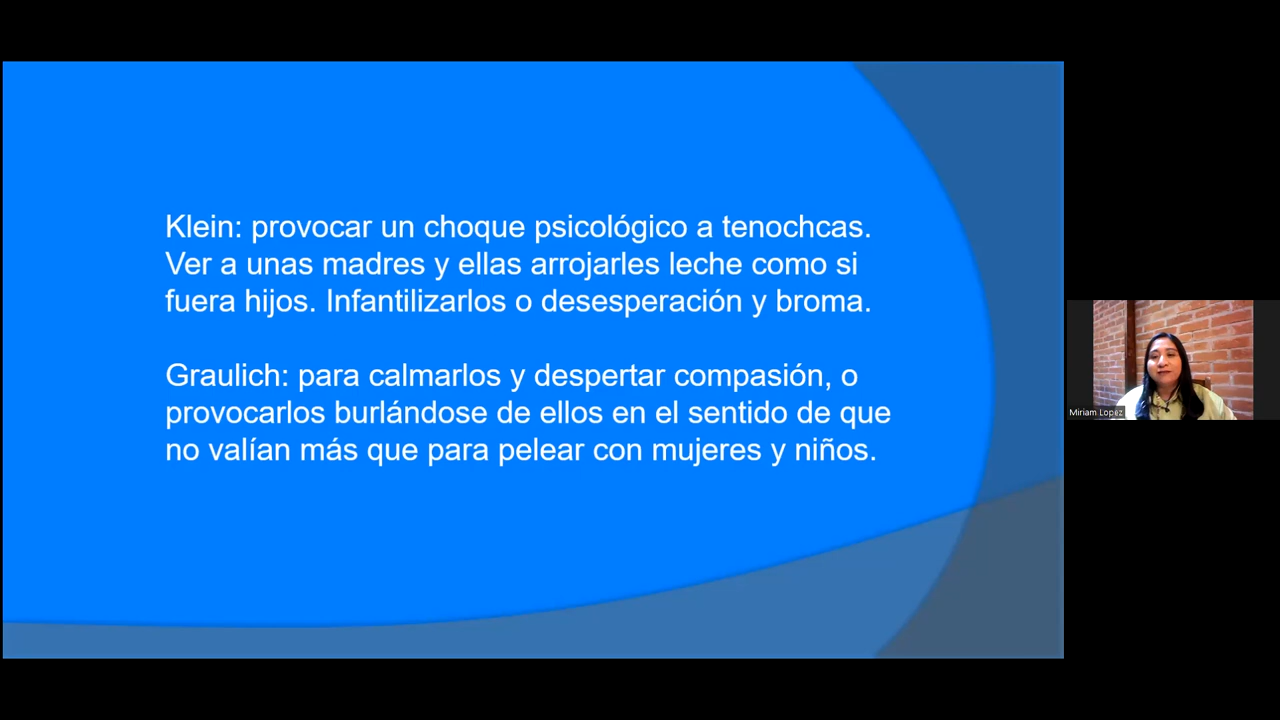 Klein: provocar un choque psicológico a tenochcas.
Ver a unas madres y ellas arrojarles leche como si
fuera hijos. Infantilizarlos o desesperación y broma.
Graulich: para calmarlos y despertar compasión, o
provocarlos burlándose de ellos en el sentido de que
no valían más que para pelear con mujeres y niños.
Miriam Lopez